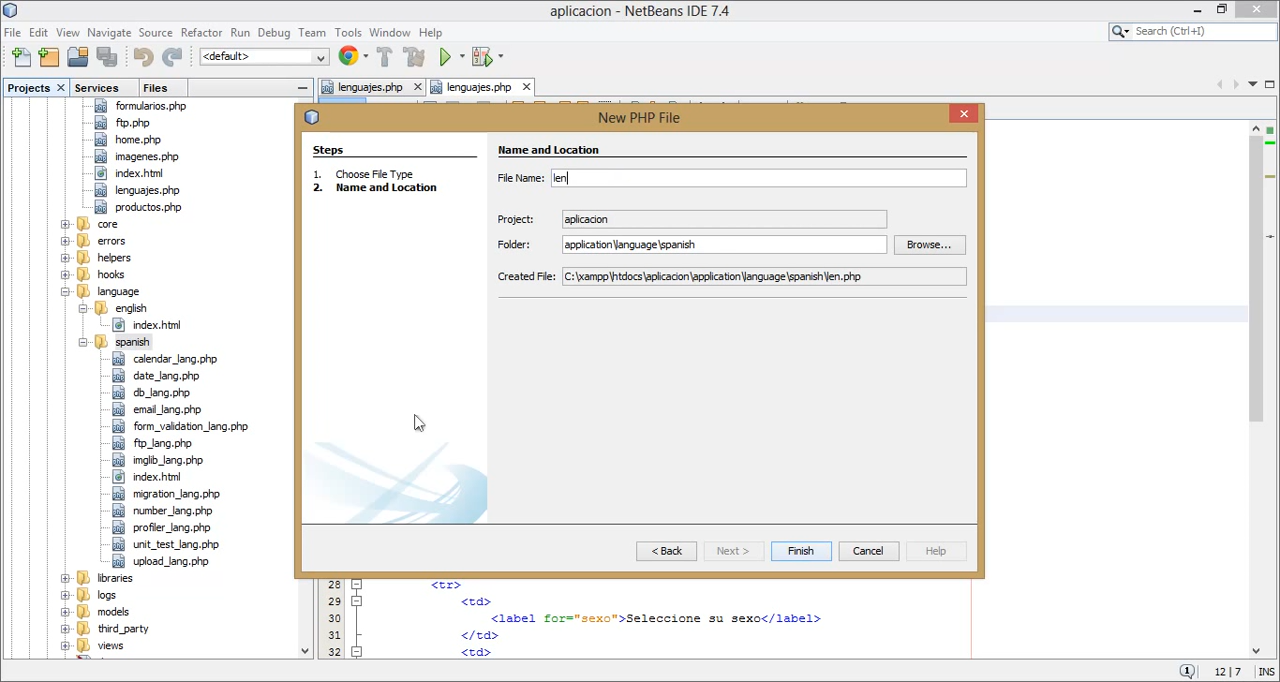 aplicacion - NetBeans IDE 7.4
File Edit View Navigate Source Refactor Run Debug Team Tools Window Help
Search (Ctrl+I)
<default>
Projects Services Files
lenguajes.php lenguajes.php
formularios.php
ftp.php
home.php
imagenes.php
index.html
lenguajes.php
productos.php
core
errors
helpers
hooks
language
english
index.html
spanish
calendar_lang.php
date_lang.php
db_lang.php
email_lang.php
form_validation_lang.php
ftp_lang.php
imglib_lang.php
index.html
migration_lang.php
number_lang.php
profiler_lang.php
unit_test_lang.php
upload_lang.php
libraries
logs
models
third_party
views
New PHP File
Steps
1. Choose File Type
2. Name and Location
Name and Location
File Name: len
Project: aplicacion
Folder: application\language\spanish
Browse...
Created File: C:\xampp\htdocs\aplicacion\application\language\spanish\len.php
< Back Next > Finish Cancel Help
28 <tr>
29 <td>
30 <label for="sexo">Seleccione su sexo</label>
31 </td>
32 <td>
1 12 | 7 INS